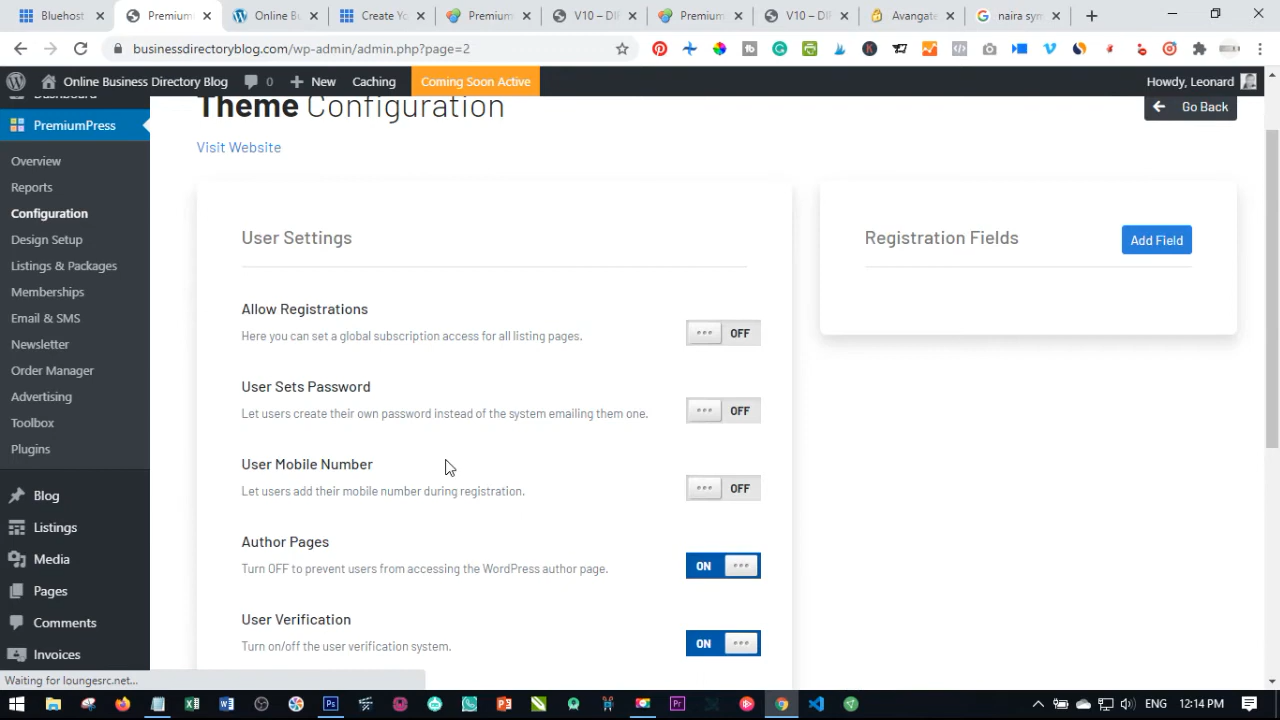 Bluehost
Premium
Online B
Create Yo
Premium
V10 – DI
Premium
V10 – DI
Avangate
naira syn
businessdirectoryblog.com/wp-admin/admin.php?page=2
Online Business Directory Blog
0
New
Caching
Coming Soon Active
Howdy, Leonard
Dashboard
PremiumPress
Overview
Reports
Configuration
Design Setup
Listings & Packages
Memberships
Email & SMS
Newsletter
Order Manager
Advertising
Toolbox
Plugins
Blog
Listings
Media
Pages
Comments
Invoices
Theme Configuration
Go Back
Visit Website
User Settings
Allow Registrations
Here you can set a global subscription access for all listing pages.
OFF
User Sets Password
Let users create their own password instead of the system emailing them one.
OFF
User Mobile Number
Let users add their mobile number during registration.
OFF
Author Pages
Turn OFF to prevent users from accessing the WordPress author page.
ON
User Verification
Turn on/off the user verification system.
ON
Registration Fields
Add Field
Waiting for loungesrc.net...
ENG
12:14 PM